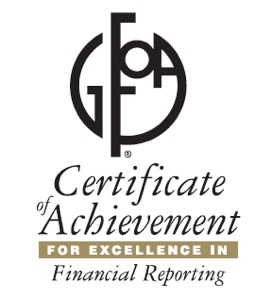 GFOA
®
Certificate
of Achievement
FOR EXCELLENCE IN
Financial Reporting